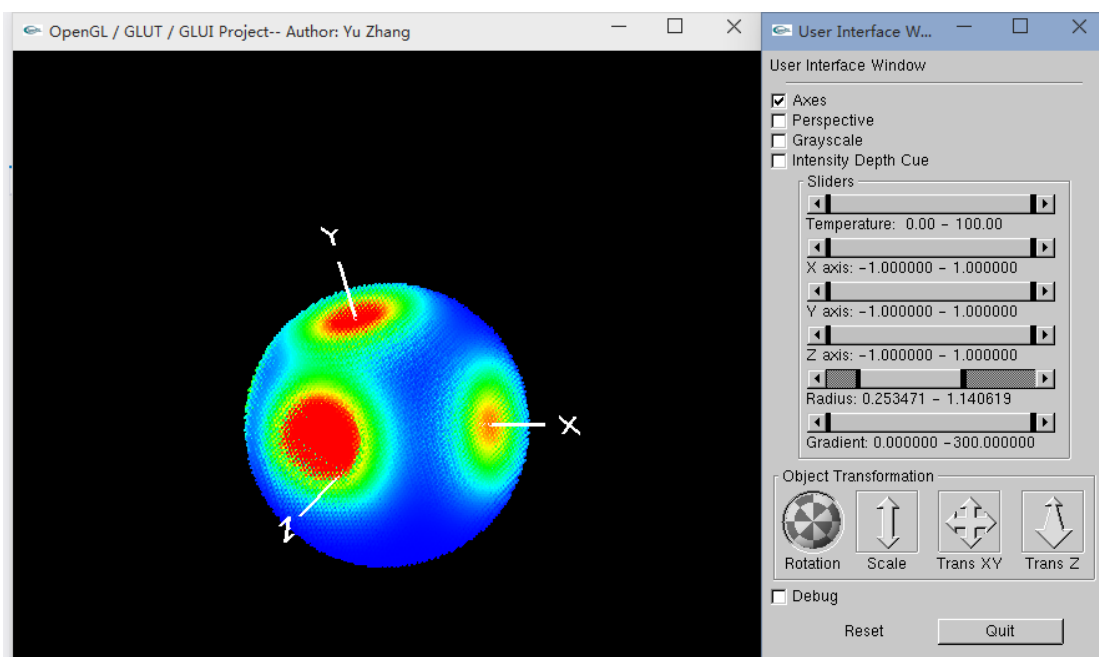 OpenGL / GLUT / GLUI Project-- Author: Yu Zhang
Y
X
Z
User Interface W...
User Interface Window
Axes
Perspective
Grayscale
Intensity Depth Cue
Sliders
Temperature: 0.00 - 100.00
X axis: -1.000000 - 1.000000
Y axis: -1.000000 - 1.000000
Z axis: -1.000000 - 1.000000
Radius: 0.253471 - 1.140619
Gradient: 0.000000 -300.000000
Object Transformation
Rotation Scale Trans XY Trans Z
Debug
Reset Quit